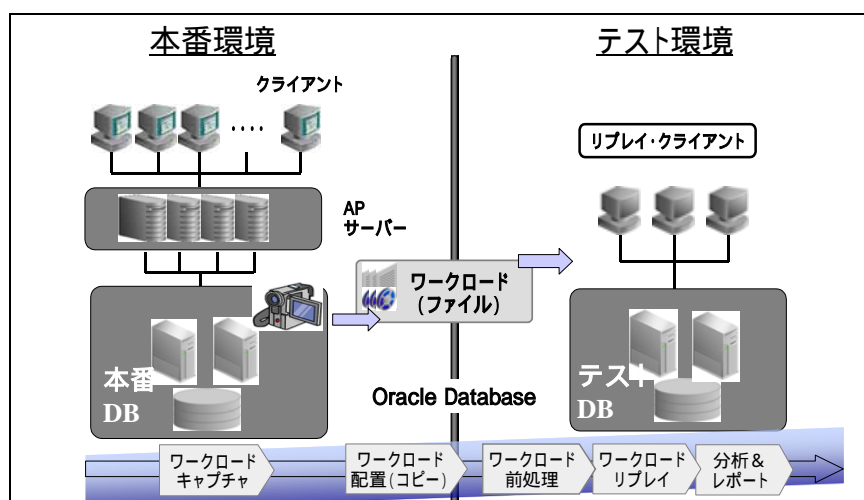 本番環境
テスト環境
クライアント
‥‥
リプレイ・クライアント
AP
サーバー
ワークロード
(ファイル)
本番
DB
テスト
DB
Oracle Database
ワークロード
キャプチャ
ワークロード
配置(コピー)
ワークロード
前処理
ワークロード
リプレイ
分析&
レポート